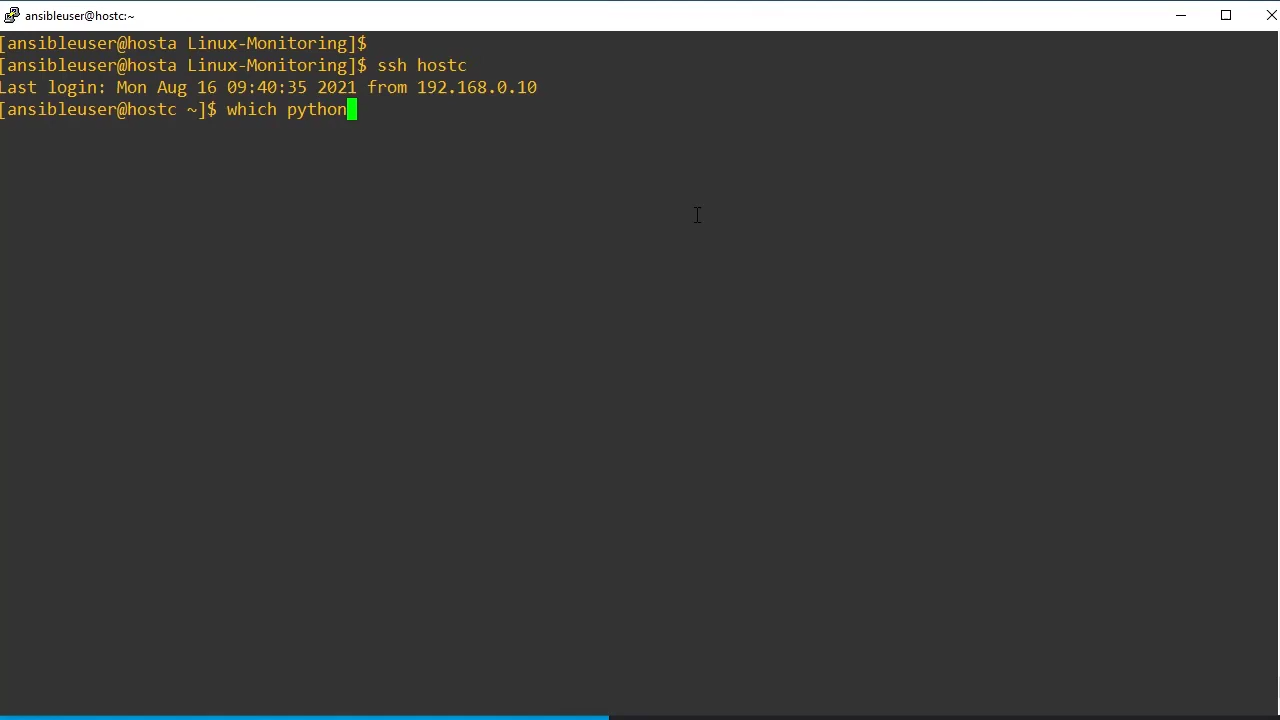 ansibleuser@hostc:~
[ansibleuser@hosta Linux-Monitoring]$
[ansibleuser@hosta Linux-Monitoring]$ ssh hostc
Last login: Mon Aug 16 09:40:35 2021 from 192.168.0.10
[ansibleuser@hostc ~]$ which python